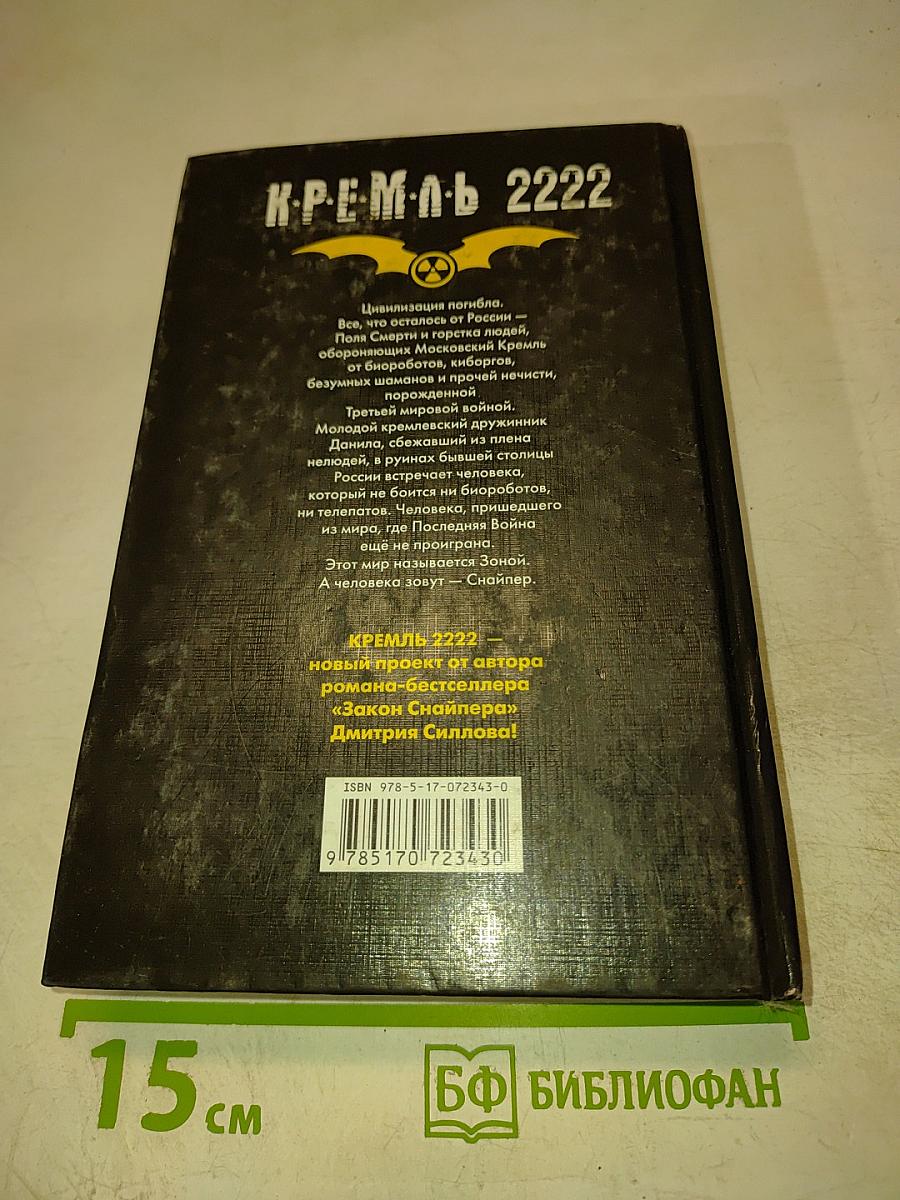 К·Р·Е·М·Л·Ь 2222
Цивилизация погибла.
Все, что осталось от России —
Поля Смерти и горстка людей,
обороняющих Московский Кремль
от биороботов, киборгов,
безумных шаманов и прочей нечисти,
порожденной
Третьей мировой войной.
Молодой кремлевский дружинник
Данила, сбежавший из плена
нелюдей, в руинах бывшей столицы
России встречает человека,
который не боится ни биороботов,
ни телепатов. Человека, пришедшего
из мира, где Последняя Война
ещё не проиграна.
Этот мир называется Зоной.
А человека зовут — Снайпер.
КРЕМЛЬ 2222 —
новый проект от автора
романа-бестселлера
«Закон Снайпера»
Дмитрия Силлова!
ISBN 978-5-17-072343-0
9 785170 723430
15 см
БФ БИБЛИОФАН